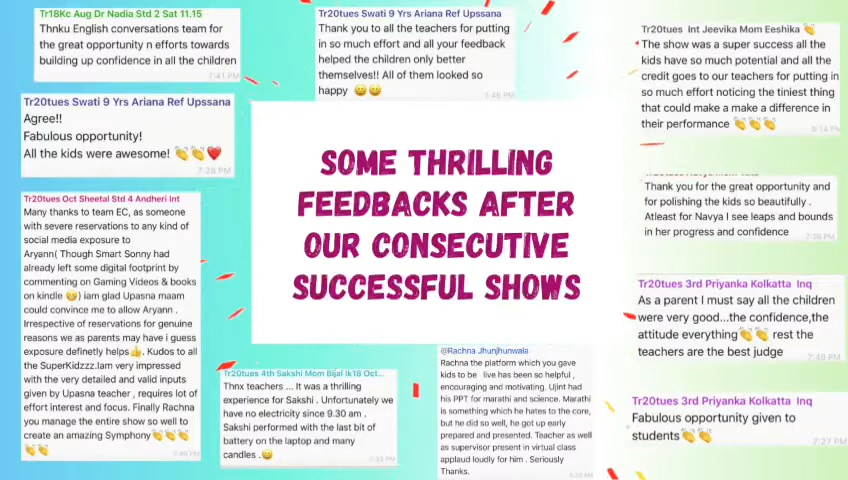 Tr18Kc Aug Dr Nadia Std 2 Sat 11.15
Thnku English conversations team for
the great opportunity n efforts towards
building up confidence in all the children
7:41 PM
Tr20tues Swati 9 Yrs Ariana Ref Upssana
Thank you to all the teachers for putting
in so much effort and all your feedback
helped the children only better
themselves!! All of them looked so
happy 😄😄
7:45 PM
Tr20tues Int Jeevika Mom Eeshika 👏
The show was a super success all the
kids have so much potential and all the
credit goes to our teachers for putting in
so much effort noticing the tiniest thing
that could make a make a difference in
their performance 👏👏👏
8:14 PM
Tr20tues Swati 9 Yrs Ariana Ref Upssana
Agree!!
Fabulous opportunity!
All the kids were awesome! 👏👏❤️
7:28 PM
SOME THRILLING
FEEDBACKS AFTER
OUR CONSECUTIVE
SUCCESSFUL SHOWS
Thank you for the great opportunity and
for polishing the kids so beautifully .
Atleast for Navya I see leaps and bounds
in her progress and confidence
Tr20tues Oct Sheetal Std 4 Andheri Int
Many thanks to team EC, as someone
with severe reservations to any kind of
social media exposure to
Aryann( Though Smart Sonny had
already left some digital footprint by
commenting on Gaming Videos & books
on kindle 😁) iam glad Upasna maam
could convince me to allow Aryann .
Irrespective of reservations for genuine
reasons we as parents may have i guess
exposure definetly helps👍. Kudos to all
the SuperKidzzz.Iam very impressed
with the very detailed and valid inputs
given by Upasna teacher , requires lot of
effort interest and focus. Finally Rachna
you manage the entire show so well to
create an amazing Symphony👏👏👏👏
👏👏
Tr20tues 3rd Priyanka Kolkatta Inq
As a parent I must say all the children
were very good...the confidence,the
attitude everything👏👏 rest the
teachers are the best judge
7:48 PM
Tr20tues 4th Sakshi Mom Bijal Ik18 Oct...
Thnx teachers ... It was a thrilling
experience for Sakshi . Unfortunately we
have no electricity since 9.30 am .
Sakshi performed with the last bit of
battery on the laptop and many
candles .😀
@Rachna Jhunjhunwala
Rachna the platform which you gave
kids to be live has been so helpful ,
encouraging and motivating. Ujint had
his PPT for marathi and science. Marathi
is something which he hates to the core,
but he did so well, he got up early
prepared and presented. Teacher as well
as supervisor present in virtual class
applaud loudly for him . Seriously
Thanks.
Tr20tues 3rd Priyanka Kolkatta Inq
Fabulous opportunity given to
students👏👏
7:27 PM